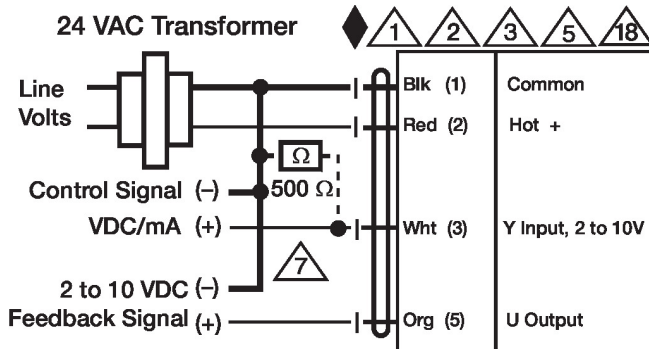 24 VAC Transformer
1 2 3 5 18
Line
Volts
Blk (1) Common
Red (2) Hot +
Ω
500 Ω
Control Signal (–)
VDC/mA (+)
Wht (3) Y Input, 2 to 10V
7
2 to 10 VDC (–)
Feedback Signal (+)
Org (5) U Output